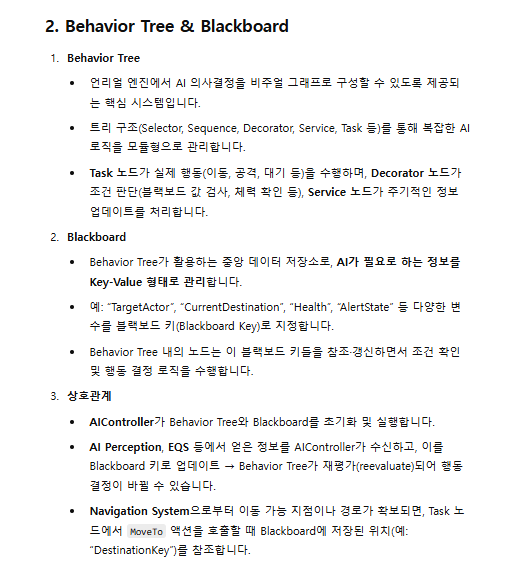 2. Behavior Tree & Blackboard
1. Behavior Tree
• 언리얼 엔진에서 AI 의사결정을 비주얼 그래프로 구성할 수 있도록 제공되
는 핵심 시스템입니다.
• 트리 구조(Selector, Sequence, Decorator, Service, Task 등)를 통해 복잡한 AI
로직을 모듈형으로 관리합니다.
• Task 노드가 실제 행동(이동, 공격, 대기 등)을 수행하며, Decorator 노드가
조건 판단(블랙보드 값 검사, 체력 확인 등), Service 노드가 주기적인 정보
업데이트를 처리합니다.
2. Blackboard
• Behavior Tree가 활용하는 중앙 데이터 저장소로, AI가 필요로 하는 정보를
Key-Value 형태로 관리합니다.
• 예: “TargetActor”, “CurrentDestination”, “Health”, “AlertState” 등 다양한 변
수를 블랙보드 키(Blackboard Key)로 지정합니다.
• Behavior Tree 내의 노드는 이 블랙보드 키들을 참조·갱신하면서 조건 확인
및 행동 결정 로직을 수행합니다.
3. 상호관계
• AIController가 Behavior Tree와 Blackboard를 초기화 및 실행합니다.
• AI Perception, EQS 등에서 얻은 정보를 AIController가 수신하고, 이를
Blackboard 키로 업데이트 → Behavior Tree가 재평가(reevaluate)되어 행동
결정이 바뀔 수 있습니다.
• Navigation System으로부터 이동 가능 지점이나 경로가 확보되면, Task 노
드에서 MoveTo 액션을 호출할 때 Blackboard에 저장된 위치(예:
“DestinationKey”)를 참조합니다.